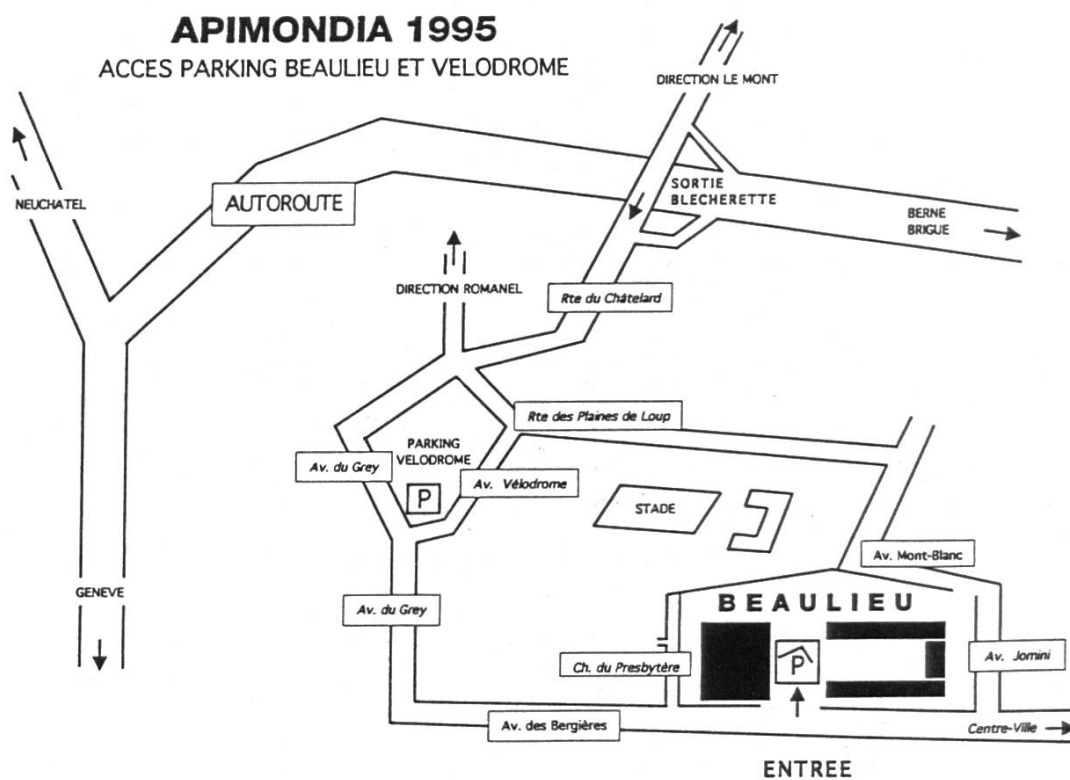 APIMONDIA 1995
ACCES PARKING BEAULIEU ET VELODROME
DIRECTION LE MONT
NEUCHATEL
AUTOROUTE
SORTIE
BLECHERETTE
BERNE
BRIGUE
DIRECTION ROMANEL
Rte du Châtelard
Rte des Plaines de Loup
PARKING
VELODROME
Av. du Grey
Av. Vélodrome
P
STADE
Av. Mont-Blanc
GENEVE
Av. du Grey
BEAULIEU
Ch. du Presbytère
P
Av. Jomini
Av. des Bergières
Centre-Ville
ENTREE